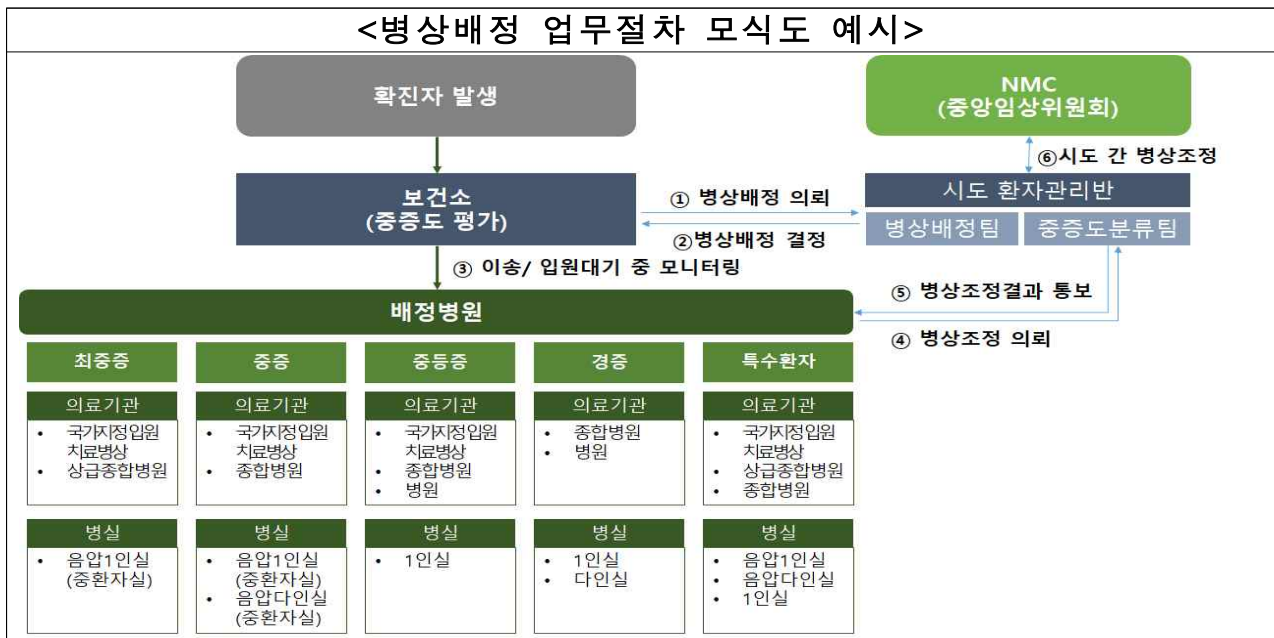 <병상배정 업무절차 모식도 예시>
확진자 발생
NMC
(중앙임상위원회)
⑥시도 간 병상조정
보건소
(중증도 평가)
① 병상배정 의뢰
②병상배정 결정
시도 환자관리반
병상배정팀
중증도분류팀
③ 이송/ 입원대기 중 모니터링
배정병원
⑤ 병상조정결과 통보
④ 병상조정 의뢰
최중증
의료기관
• 국가지정입원
치료병상
• 상급종합병원
병실
• 음압1인실
(중환자실)
중증
의료기관
• 국가지정입원
치료병상
• 종합병원
병실
• 음압1인실
(중환자실)
• 음압다인실
(중환자실)
중등증
의료기관
• 국가지정입원
치료병상
• 종합병원
• 병원
병실
• 1인실
경증
의료기관
• 종합병원
• 병원
병실
• 1인실
• 다인실
특수환자
의료기관
• 국가지정입원
치료병상
• 상급종합병원
• 종합병원
병실
• 음압1인실
• 음압다인실
• 1인실